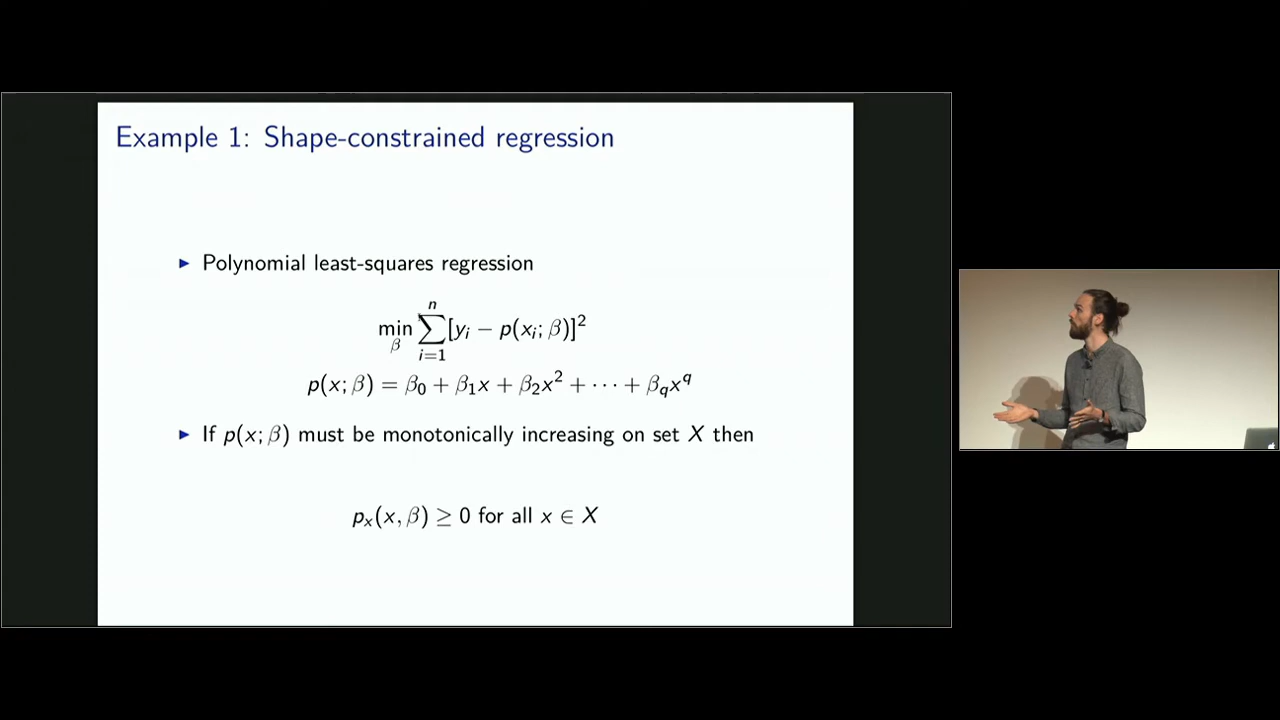 Example 1: Shape-constrained regression
▶ Polynomial least-squares regression
min_β ∑_{i=1}^{n} [y_i − p(x_i; β)]²
p(x; β) = β₀ + β₁x + β₂x² + ⋯ + β_q x^q
▶ If p(x; β) must be monotonically increasing on set X then
p_x(x, β) ≥ 0 for all x ∈ X